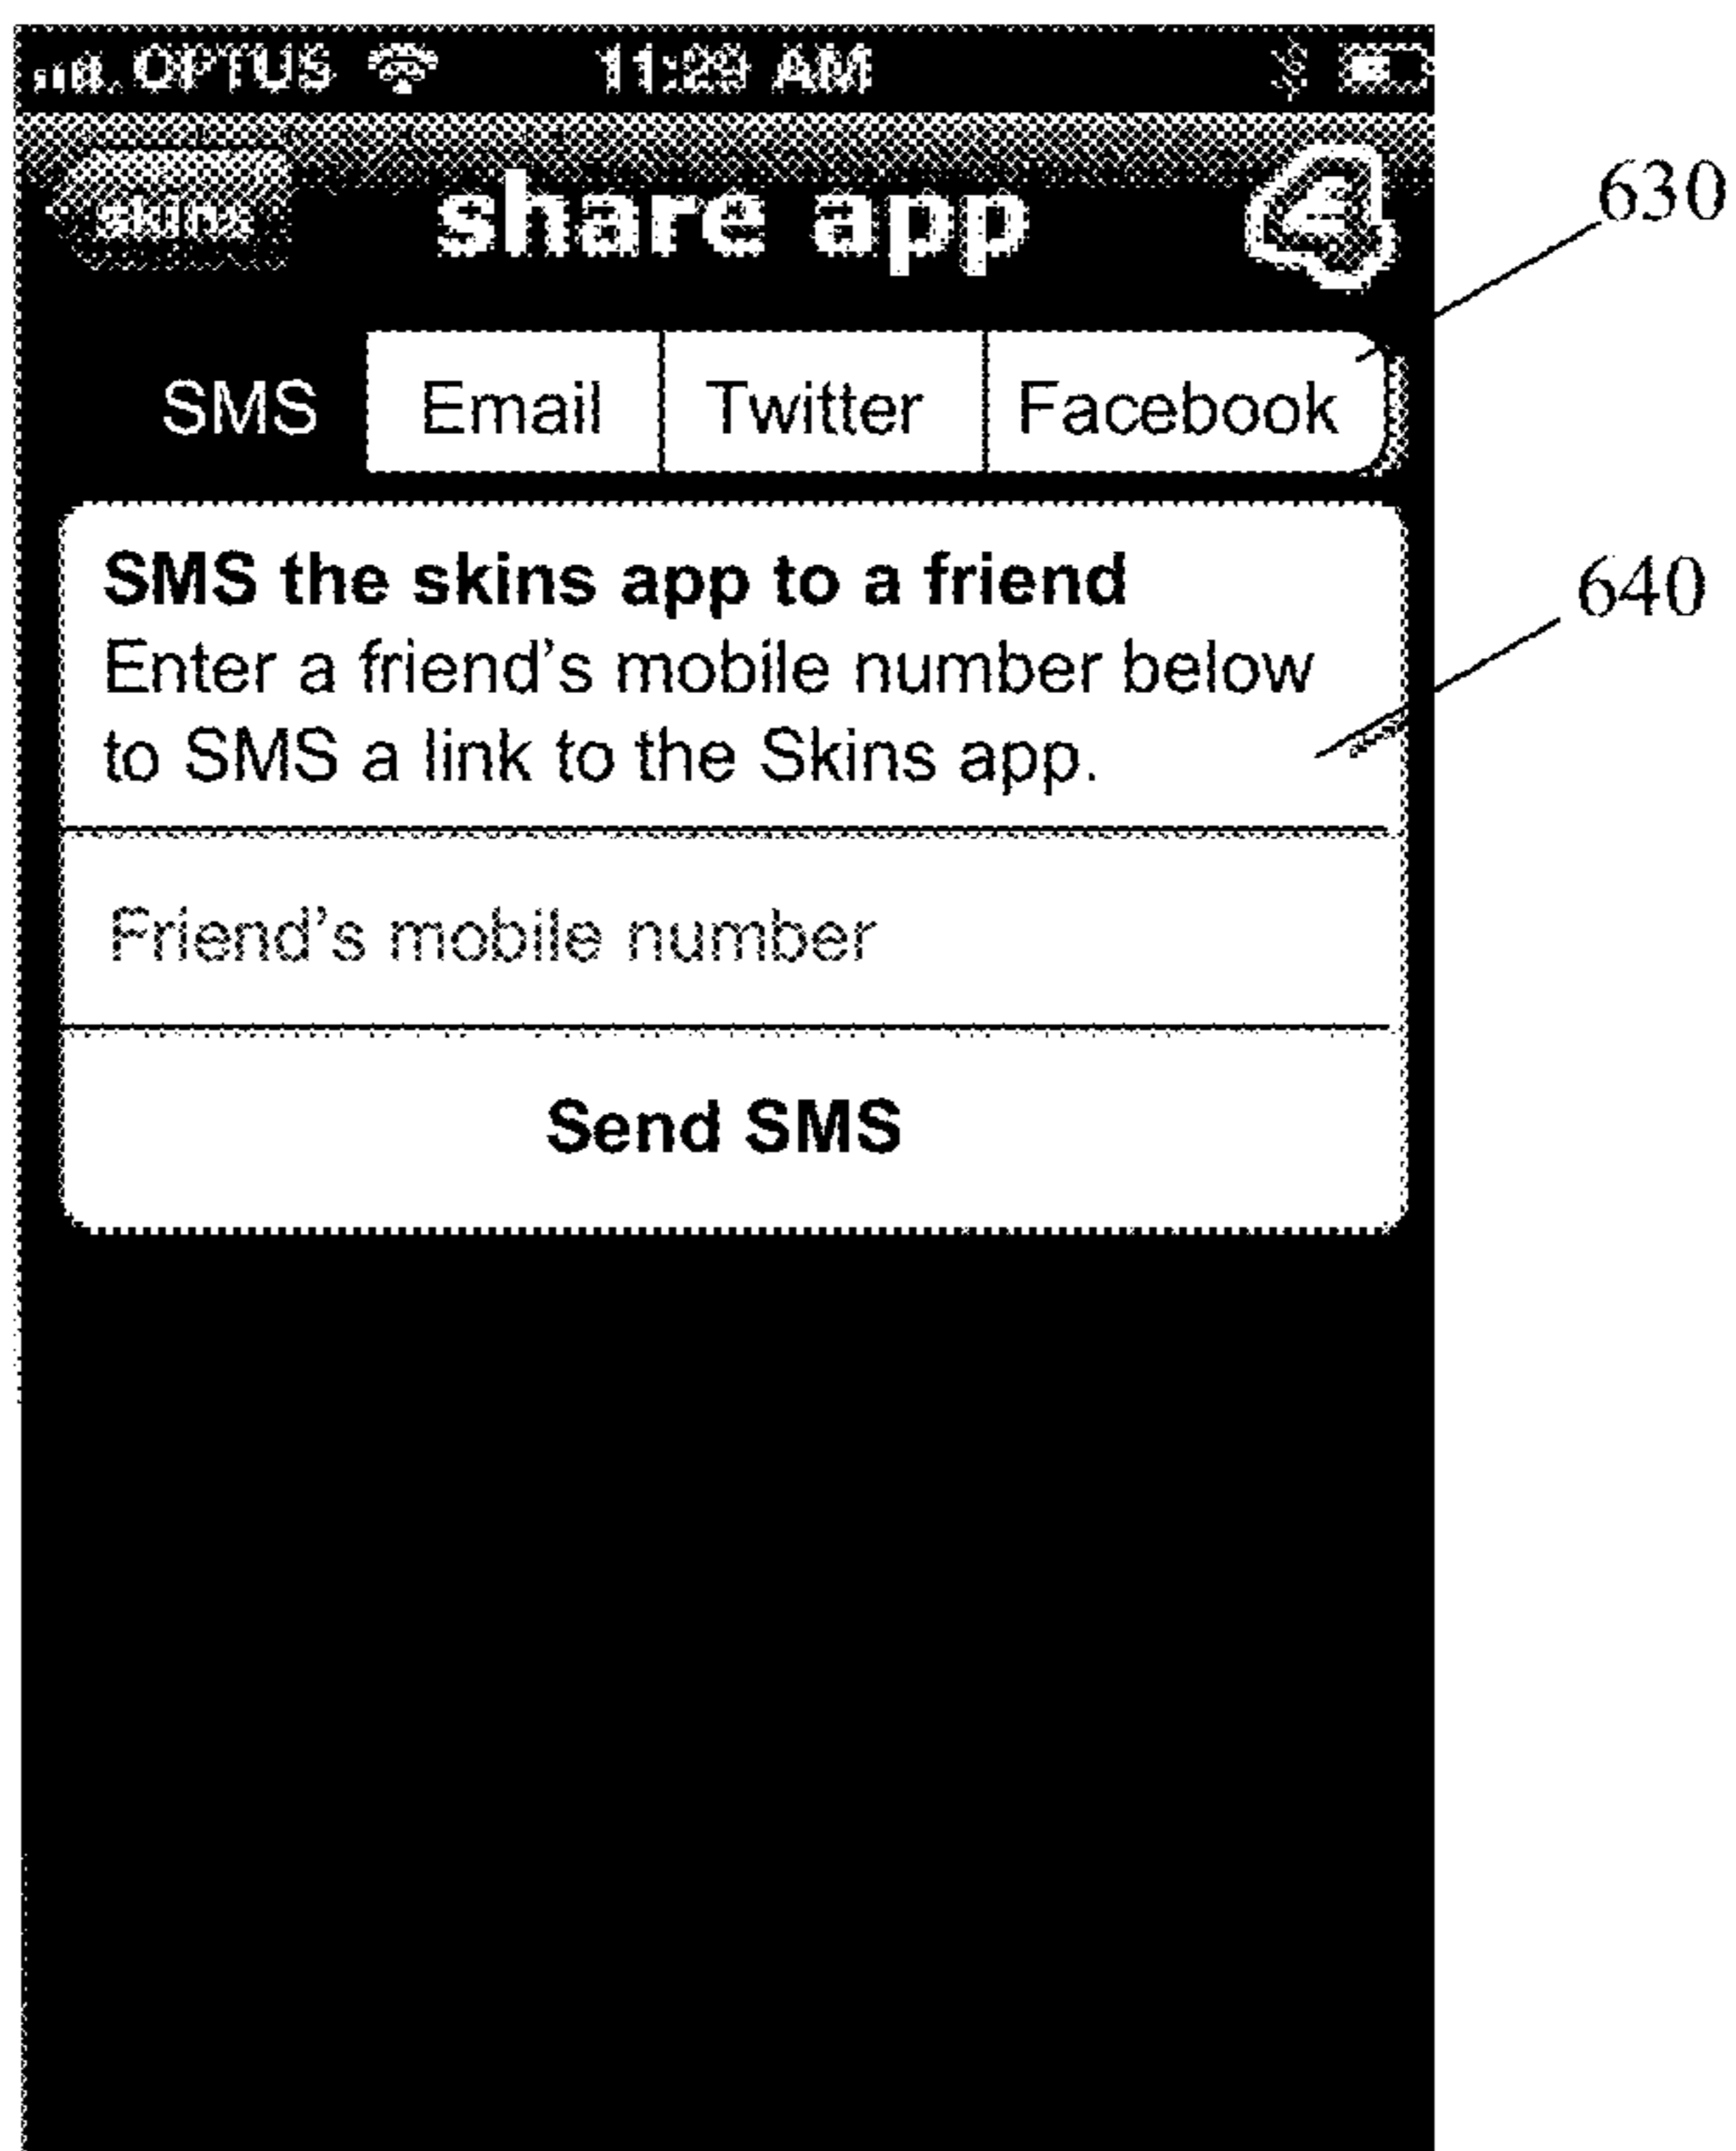 OPTUS 11:29 AM
skins share app
630
SMS Email Twitter Facebook
SMS the skins app to a friend
Enter a friend’s mobile number below
to SMS a link to the Skins app.
640
Friend’s mobile number
Send SMS